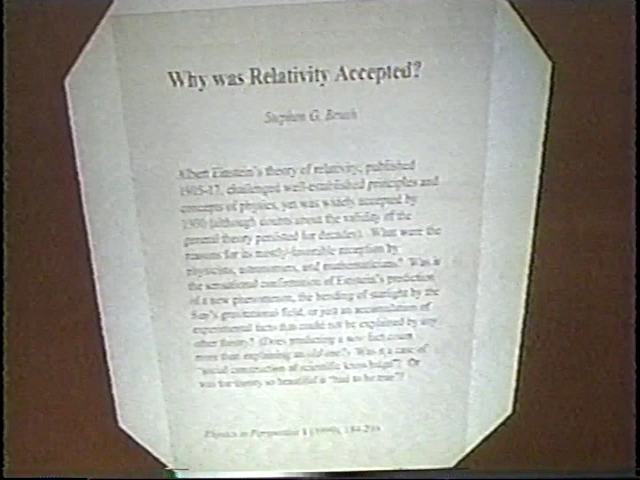 Why was Relativity Accepted?
Stephen G. Brush
Albert Einstein's theory of relativity, published
1905-17, challenged well-established principles and
concepts of physics, yet was widely accepted by
1930 (although doubts about the validity of the
general theory persisted for decades). What were the
reasons for its mostly-favorable reception by
physicists, astronomers, and mathematicians? Was it
the sensational confirmation of Einstein's prediction
of a new phenomenon, the bending of starlight by the
Sun's gravitational field, or just an accumulation of
experimental facts that could not be explained by any
other theory? (Does predicting a new fact count
more than explaining an old one?) Was it a case of
"social construction of scientific knowledge"? Or
was the theory so beautiful it "had to be true"?
Physics in Perspective 1 (1999), 184-